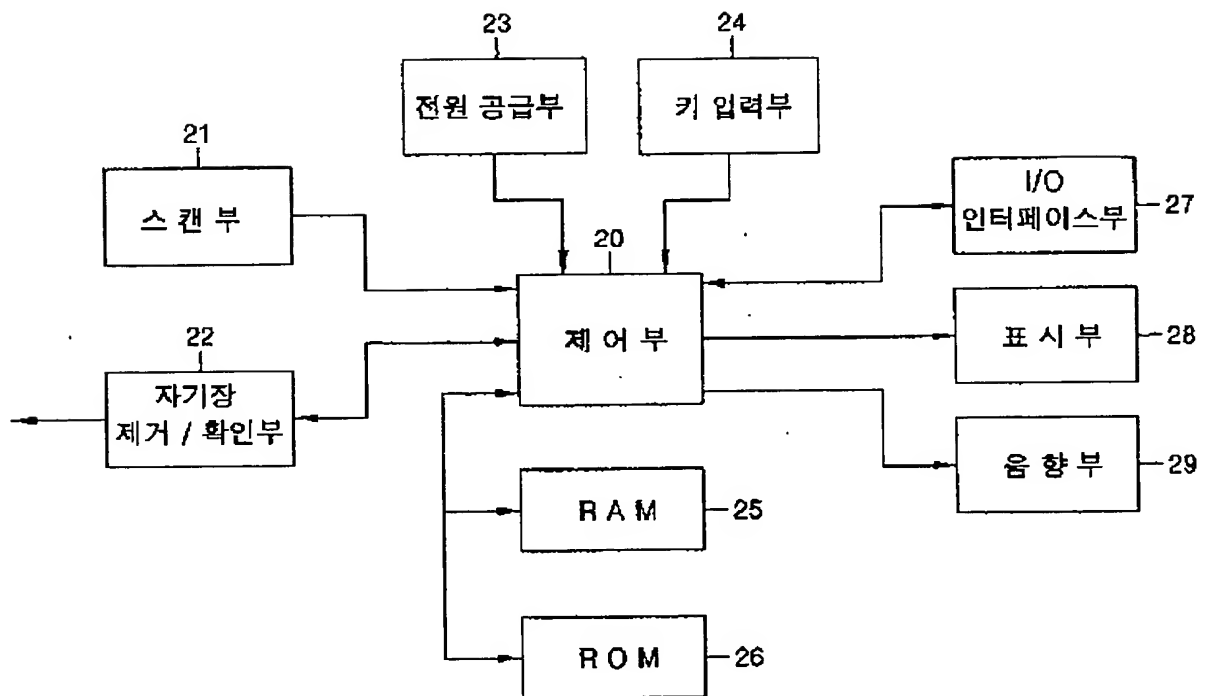 23
24
전원 공급부
키 입력부
21
스 캔 부
I/O
인터페이스부
27
20
제 어 부
22
자기장
제거 / 확인부
표 시 부
28
음 향 부
29
R A M
25
R O M
26